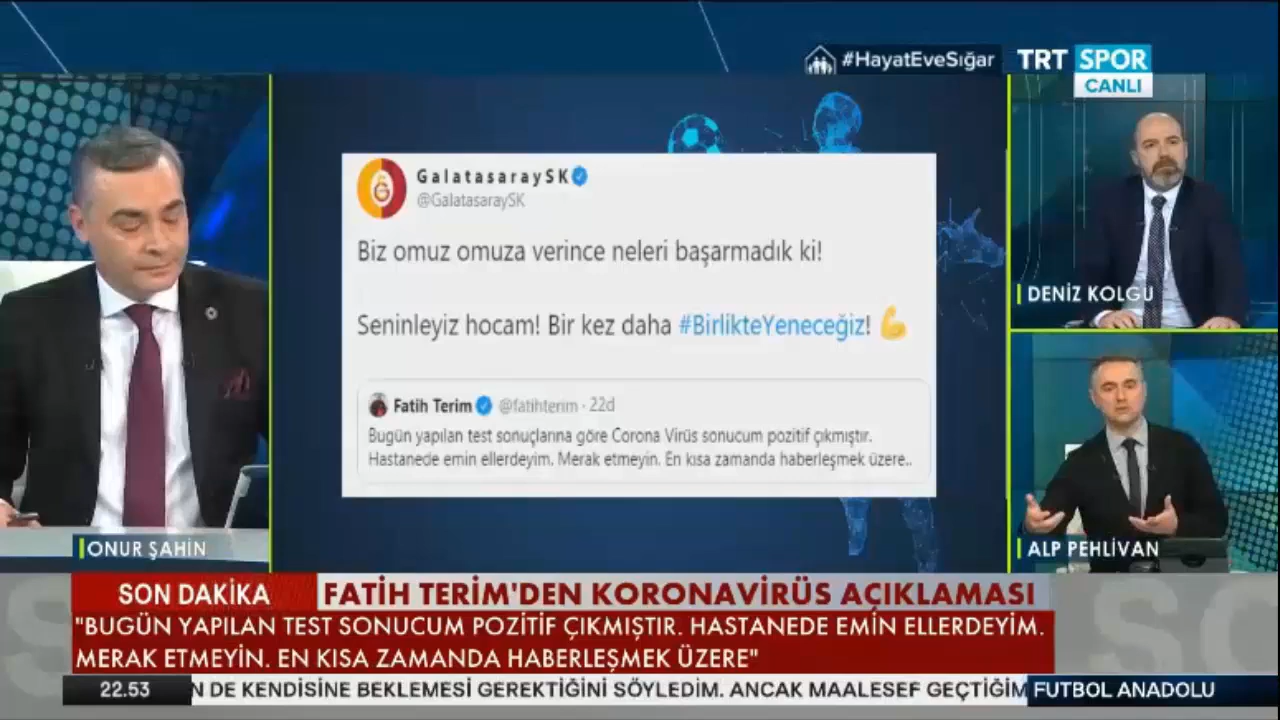 #HayatEveSığar
TRT SPOR
CANLI
GalatasaraySK
@GalatasaraySK
Biz omuz omuza verince neleri başarmadık ki!
Seninleyiz hocam! Bir kez daha #BirlikteYeneceğiz! 💪
Fatih Terim @fatihterim · 22d
Bugün yapılan test sonuçlarına göre Corona Virüs sonucum pozitif çıkmıştır.
Hastanede emin ellerdeyim. Merak etmeyin. En kısa zamanda haberleşmek üzere..
DENİZ KOLGU
ONUR ŞAHİN
ALP PEHLİVAN
SON DAKİKA
FATİH TERİM'DEN KORONAVİRÜS AÇIKLAMASI
"BUGÜN YAPILAN TEST SONUCUM POZİTİF ÇIKMIŞTIR. HASTANEDE EMİN ELLERDEYİM.
MERAK ETMEYİN. EN KISA ZAMANDA HABERLEŞMEK ÜZERE"
22.53
N DE KENDİSİNE BEKLEMESİ GEREKTİĞİNİ SÖYLEDİM. ANCAK MAALESEF GEÇTİĞİM
FUTBOL ANADOLU